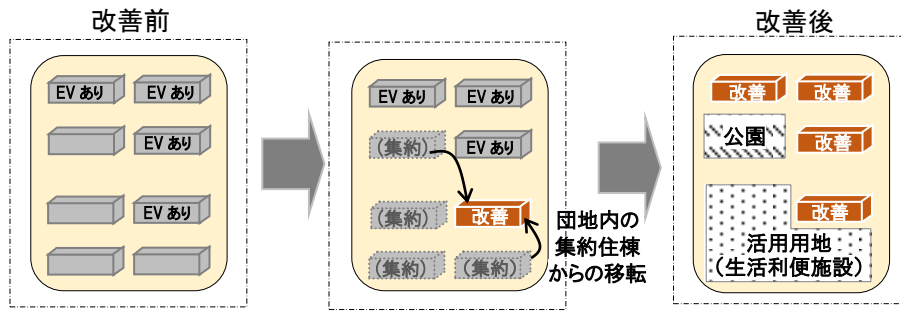 改善前
EV あり
EV あり
EV あり
EV あり
EV あり
EV あり
(集約)
EV あり
(集約)
改善
(集約)
(集約)
団地内の
集約住棟
からの移転
改善後
改善
改善
公園
改善
改善
活用用地
(生活利便施設)